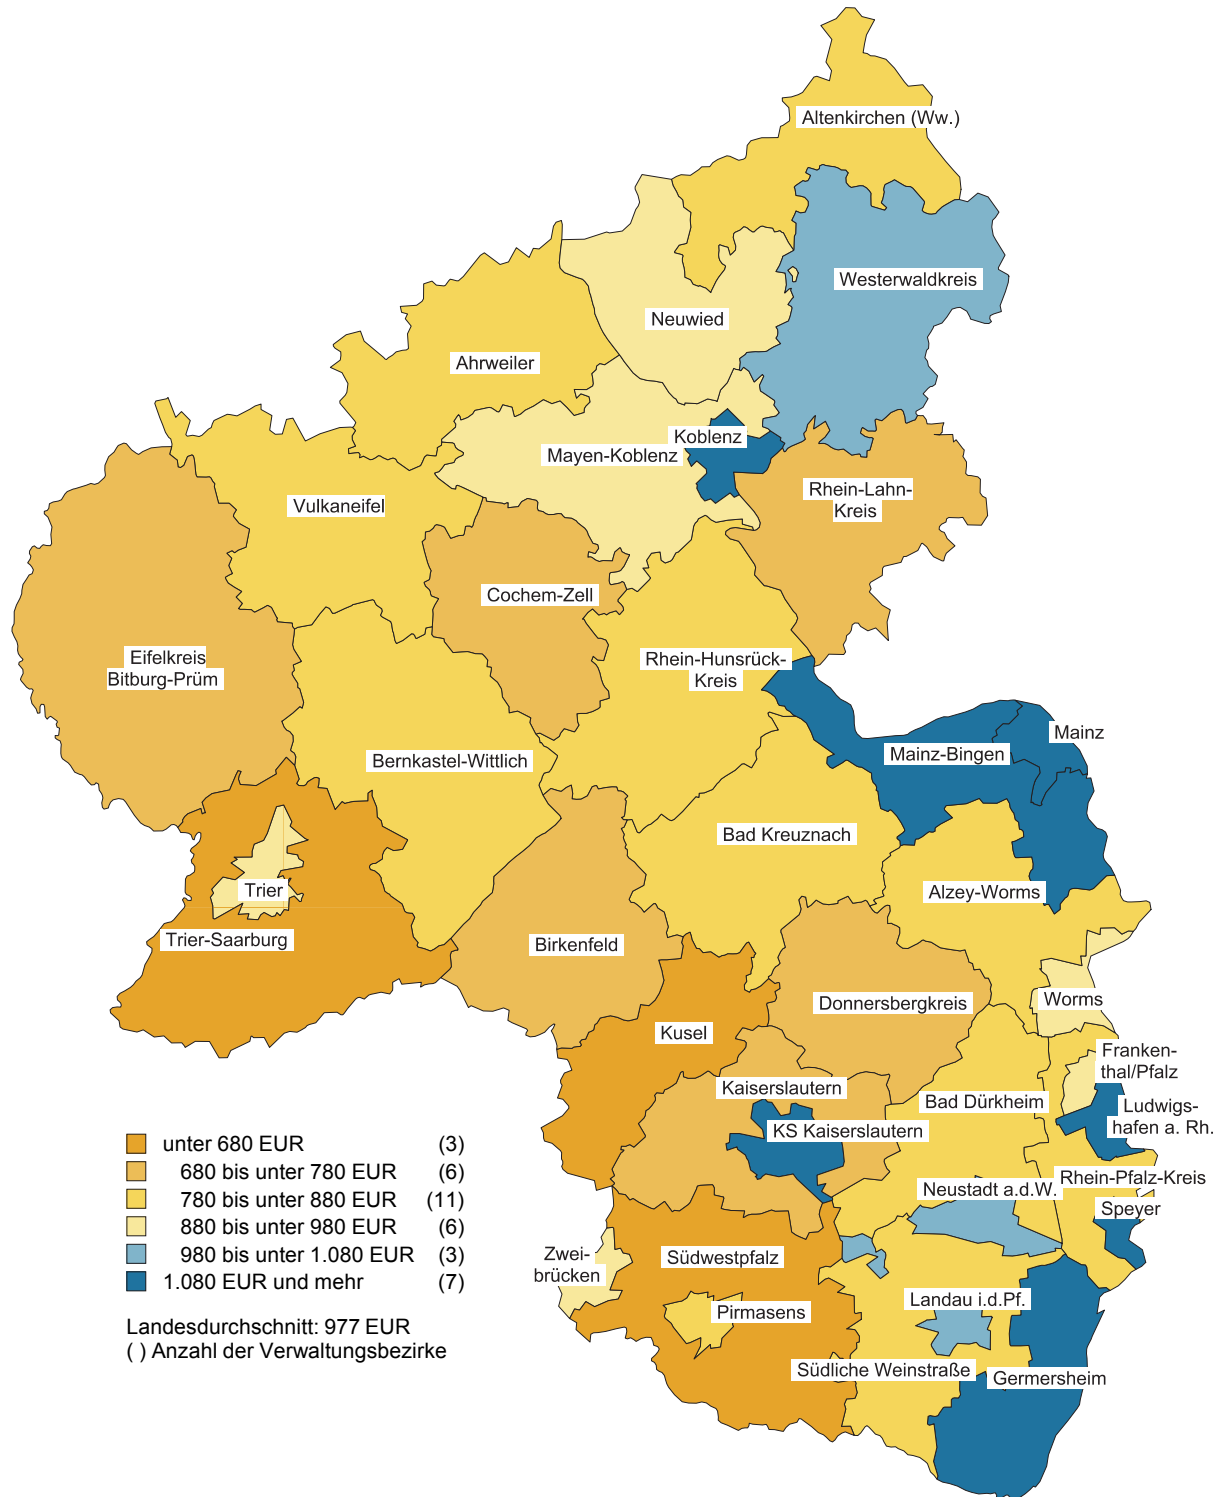 Altenkirchen (Ww.)
Westerwaldkreis
Neuwied
Ahrweiler
Koblenz
Mayen-Koblenz
Rhein-Lahn-
Kreis
Vulkaneifel
Cochem-Zell
Eifelkreis
Bitburg-Prüm
Rhein-Hunsrück-
Kreis
Mainz
Mainz-Bingen
Bernkastel-Wittlich
Bad Kreuznach
Trier
Alzey-Worms
Trier-Saarburg
Birkenfeld
Donnersbergkreis
Worms
Kusel
Franken-
thal/Pfalz
Kaiserslautern
Bad Dürkheim
Ludwigs-
hafen a. Rh.
KS Kaiserslautern
Rhein-Pfalz-Kreis
Neustadt a.d.W.
Speyer
Zwei-
brücken
Südwestpfalz
Landau i.d.Pf.
Pirmasens
Südliche Weinstraße
Germersheim
unter 680 EUR (3)
680 bis unter 780 EUR (6)
780 bis unter 880 EUR (11)
880 bis unter 980 EUR (6)
980 bis unter 1.080 EUR (3)
1.080 EUR und mehr (7)
Landesdurchschnitt: 977 EUR
( ) Anzahl der Verwaltungsbezirke